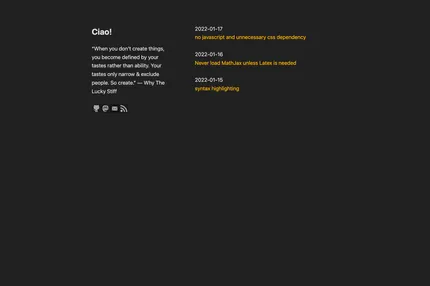 Ciao!
"When you don't create things,
you become defined by your
tastes rather than ability. Your
tastes only narrow & exclude
people. So create." — Why The
Lucky Stiff
2022-01-17
no javascript and unnecessary css dependency
2022-01-16
Never load MathJax unless Latex is needed
2022-01-15
syntax highlighting